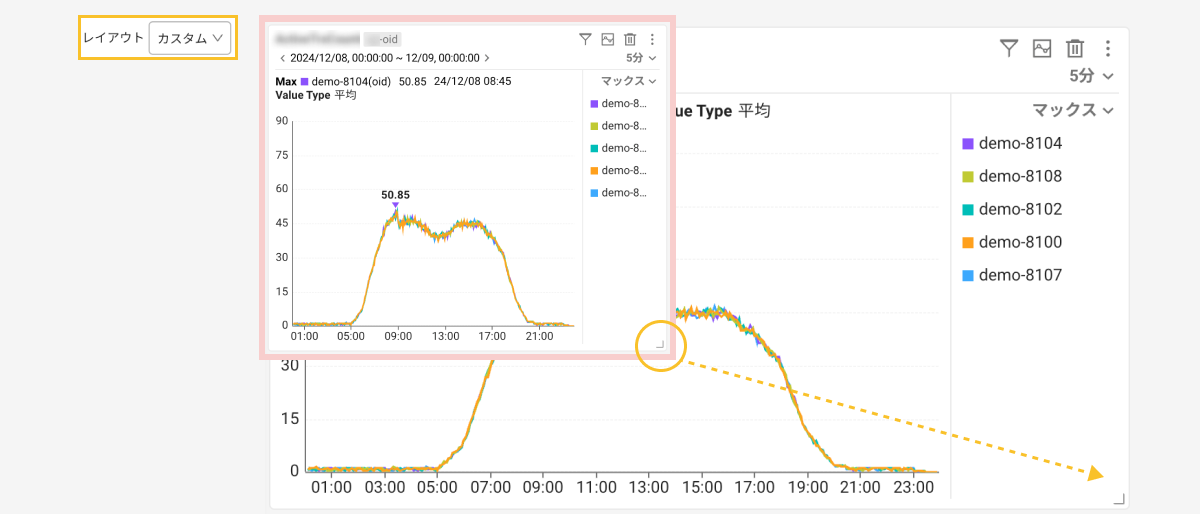 レイアウト カスタム
-oid
2024/12/08, 00:00:00 ~ 12/09, 00:00:00
5分
Max demo-8104(oid) 50.85 24/12/08 08:45
Value Type 平均
マックス
demo-8...
demo-8...
demo-8...
demo-8...
demo-8...
90
75
60
45
30
15
0
50.85
01:00 05:00 09:00 13:00 17:00 21:00
5分
ue Type 平均
マックス
demo-8104
demo-8108
demo-8102
demo-8100
demo-8107
30
15
0
01:00 03:00 05:00 07:00 09:00 11:00 13:00 15:00 17:00 19:00 21:00 23:00